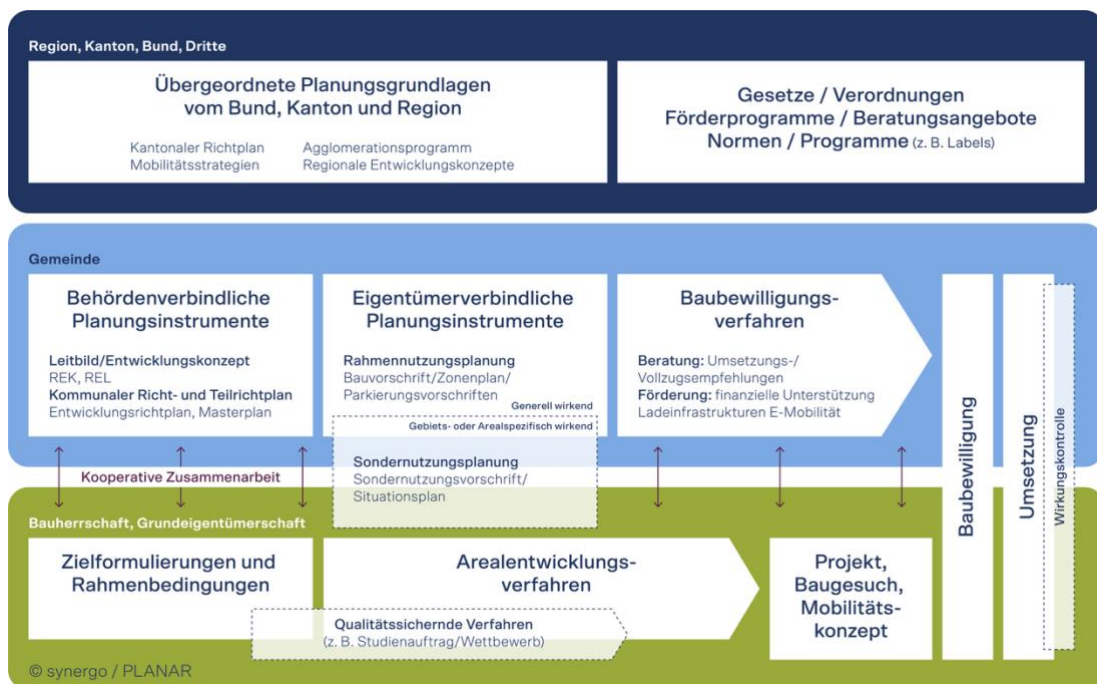 Region, Kanton, Bund, Dritte
Übergeordnete Planungsgrundlagen
vom Bund, Kanton und Region
Kantonaler Richtplan
Mobilitätsstrategien
Agglomerationsprogramm
Regionale Entwicklungskonzepte
Gesetze / Verordnungen
Förderprogramme / Beratungsangebote
Normen / Programme (z. B. Labels)
Gemeinde
Behördenverbindliche
Planungsinstrumente
Leitbild/Entwicklungskonzept
REK, REL
Kommunaler Richt- und Teilrichtplan
Entwicklungsrichtplan, Masterplan
Eigentümerverbindliche
Planungsinstrumente
Rahmennutzungsplanung
Bauvorschrift/Zonenplan/
Parkierungsvorschriften
Generell wirkend
Gebiets- oder Arealspezifisch wirkend
Sondernutzungsplanung
Sondernutzungsvorschrift/
Situationsplan
Baubewilligungs-
verfahren
Beratung: Umsetzungs-/
Vollzugsempfehlungen
Förderung: finanzielle Unterstützung
Ladeinfrastrukturen E-Mobilität
Baubewilligung
Umsetzung
Wirkungskontrolle
Kooperative Zusammenarbeit
Bauherrschaft, Grundeigentümerschaft
Zielformulierungen und
Rahmenbedingungen
Arealentwicklungs-
verfahren
Qualitätssichernde Verfahren
(z. B. Studienauftrag/Wettbewerb)
Projekt,
Baugesuch,
Mobilitäts-
konzept
© synergo / PLANAR